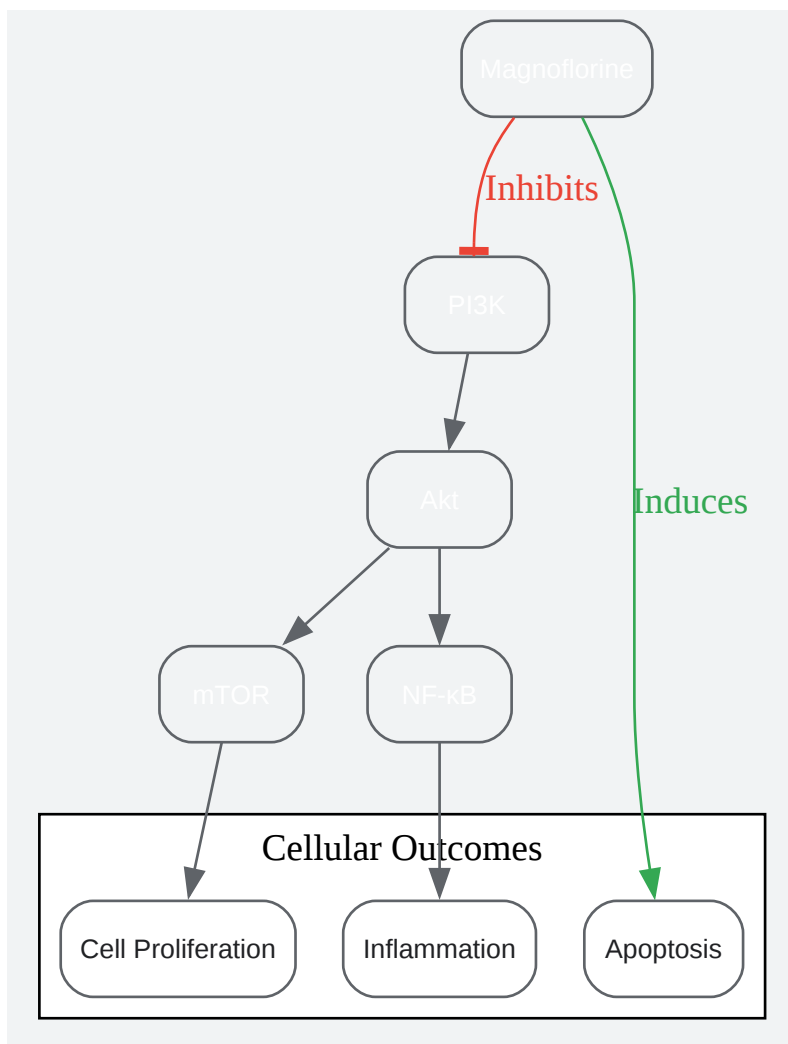 Magnoflorine
Inhibits
PI3K
Akt
Induces
mTOR
NF-κB
Cellular Outcomes
Cell Proliferation
Inflammation
Apoptosis